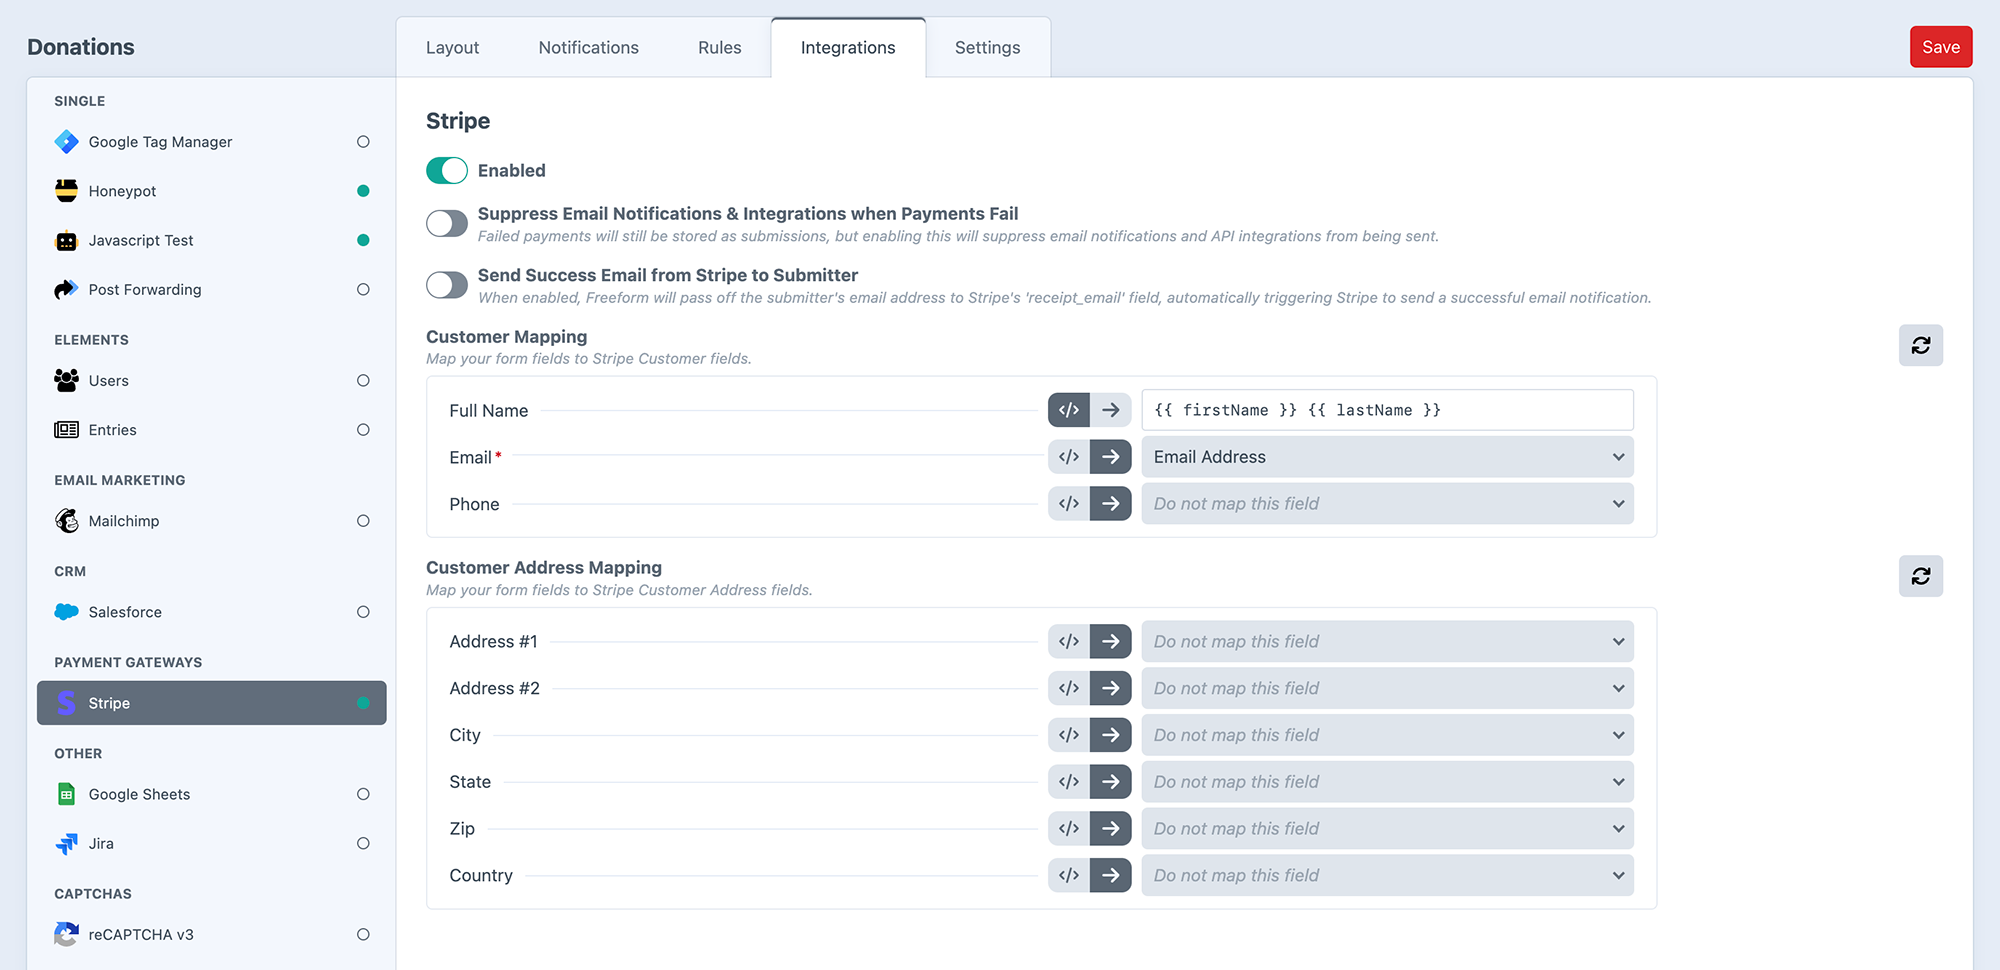 Donations
Layout
Notifications
Rules
Integrations
Settings
Save
SINGLE
Google Tag Manager
Honeypot
Javascript Test
Post Forwarding
ELEMENTS
Users
Entries
EMAIL MARKETING
Mailchimp
CRM
Salesforce
PAYMENT GATEWAYS
Stripe
OTHER
Google Sheets
Jira
CAPTCHAS
reCAPTCHA v3
Stripe
Enabled
Suppress Email Notifications & Integrations when Payments Fail
Failed payments will still be stored as submissions, but enabling this will suppress email notifications and API integrations from being sent.
Send Success Email from Stripe to Submitter
When enabled, Freeform will pass off the submitter's email address to Stripe's 'receipt_email' field, automatically triggering Stripe to send a successful email notification.
Customer Mapping
Map your form fields to Stripe Customer fields.
Full Name </> {{ firstName }} {{ lastName }}
Email * </> Email Address
Phone </> Do not map this field
Customer Address Mapping
Map your form fields to Stripe Customer Address fields.
Address #1 </> Do not map this field
Address #2 </> Do not map this field
City </> Do not map this field
State </> Do not map this field
Zip </> Do not map this field
Country </> Do not map this field